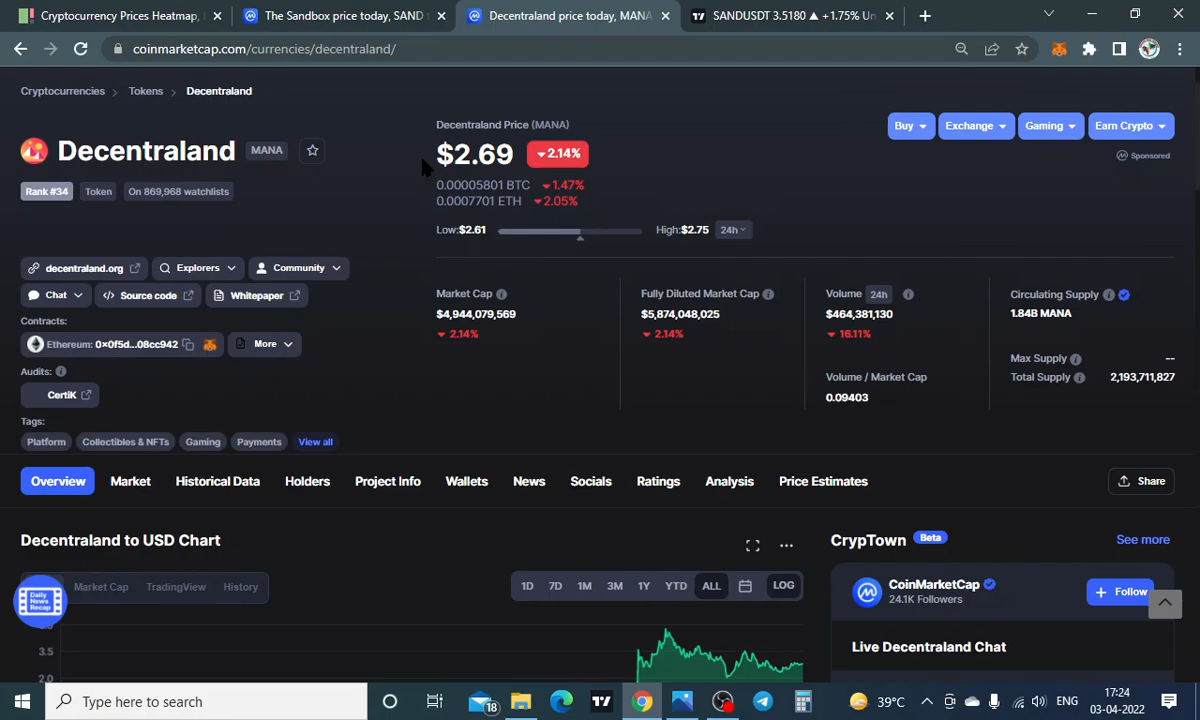 Cryptocurrency Prices Heatmap,
The Sandbox price today, SAND
Decentraland price today, MANA
SANDUSDT 3.5180 ▲ +1.75% Un
coinmarketcap.com/currencies/decentraland/
Cryptocurrencies > Tokens > Decentraland
Decentraland MANA
Rank #34 Token On 869,968 watchlists
decentraland.org Explorers Community
Chat Source code Whitepaper
Contracts:
Ethereum: 0x0f5d...08cc942 More
Audits:
CertiK
Tags:
Platform Collectibles & NFTs Gaming Payments View all
Decentraland Price (MANA)
$2.69 2.14%
0.00005801 BTC 1.47%
0.0007701 ETH 2.05%
Low:$2.61 High:$2.75 24h
Buy Exchange Gaming Earn Crypto
Sponsored
Market Cap
$4,944,079,569
2.14%
Fully Diluted Market Cap
$5,874,048,025
2.14%
Volume 24h
$464,381,130
16.11%
Volume / Market Cap
0.09403
Circulating Supply
1.84B MANA
Max Supply --
Total Supply 2,193,711,827
Overview Market Historical Data Holders Project Info Wallets News Socials Ratings Analysis Price Estimates Share
Decentraland to USD Chart
Market Cap TradingView History
1D 7D 1M 3M 1Y YTD ALL LOG
3.5
2.0
Daily
News
Recap
CrypTown Beta See more
CoinMarketCap
24.1K Followers
Follow
Live Decentraland Chat
Type here to search
18
39°C
ENG
17:24
03-04-2022